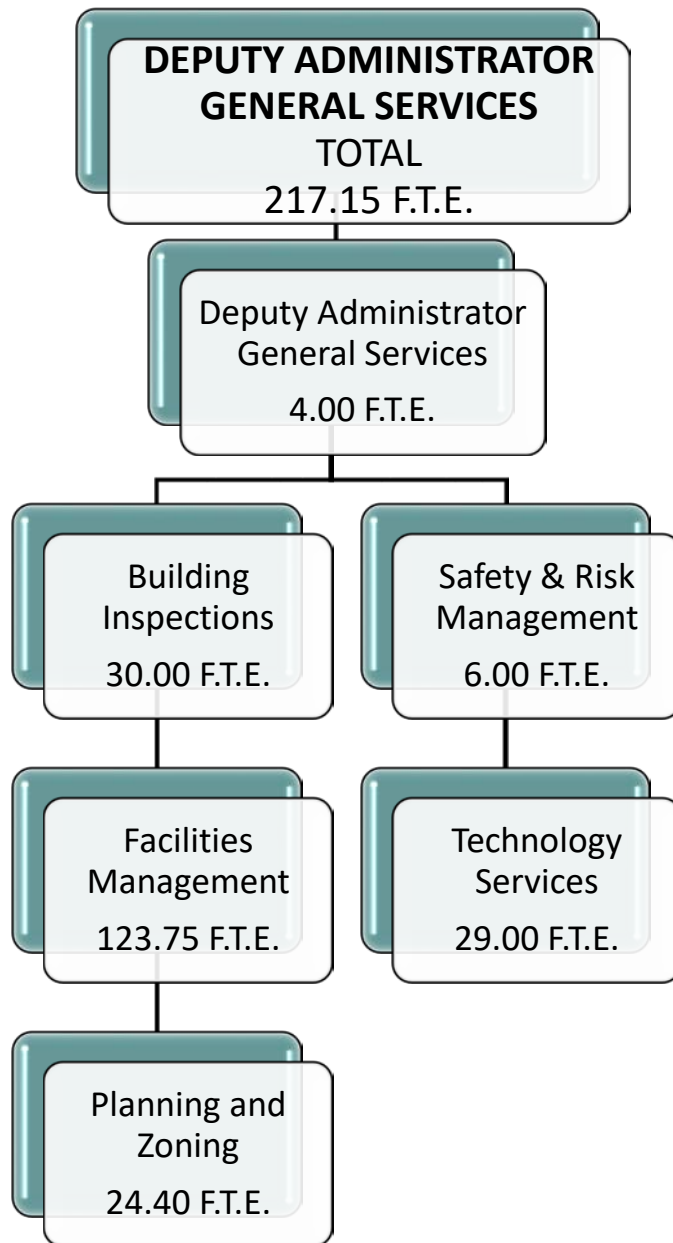 DEPUTY ADMINISTRATOR
GENERAL SERVICES
TOTAL
217.15 F.T.E.
Deputy Administrator
General Services
4.00 F.T.E.
Building
Inspections
30.00 F.T.E.
Safety & Risk
Management
6.00 F.T.E.
Facilities
Management
123.75 F.T.E.
Technology
Services
29.00 F.T.E.
Planning and
Zoning
24.40 F.T.E.